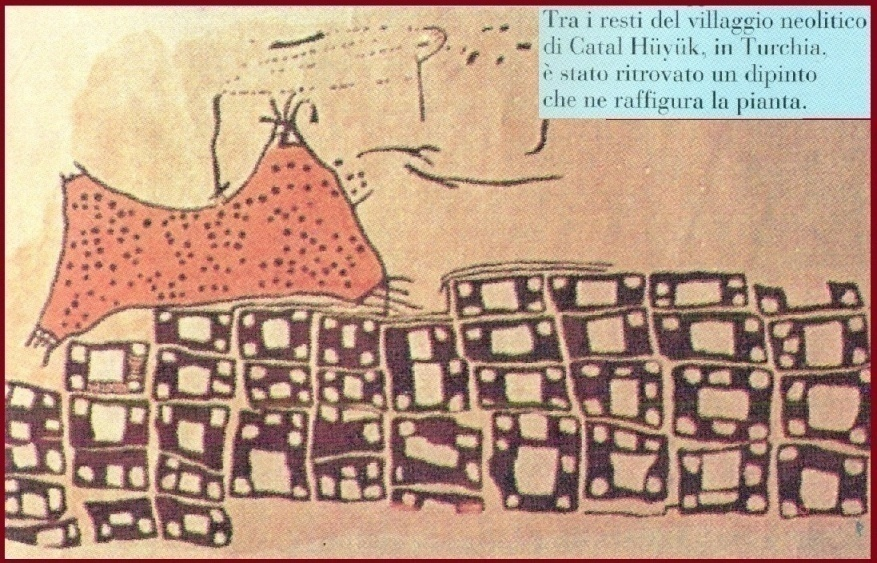 Tra i resti del villaggio neolitico
di Catal Hüyük, in Turchia,
è stato ritrovato un dipinto
che ne raffigura la pianta.